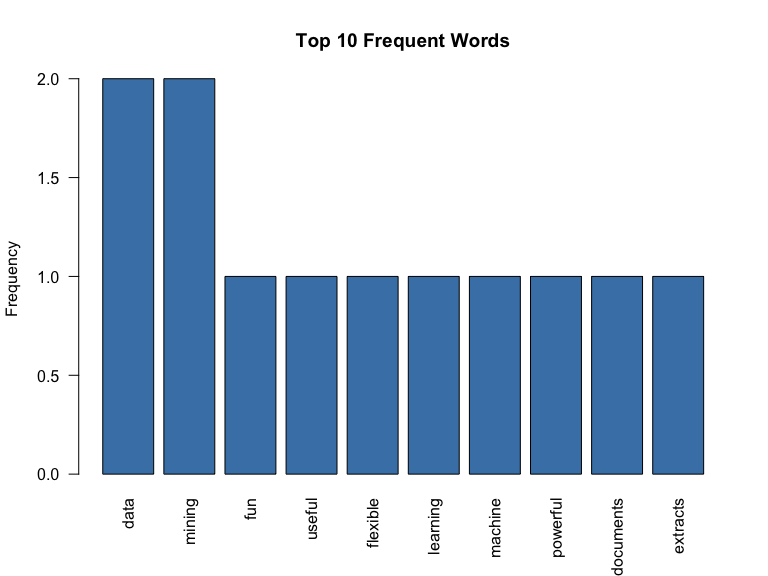 Top 10 Frequent Words
Frequency
2.0
1.5
1.0
0.5
0.0
data
mining
fun
useful
flexible
learning
machine
powerful
documents
extracts